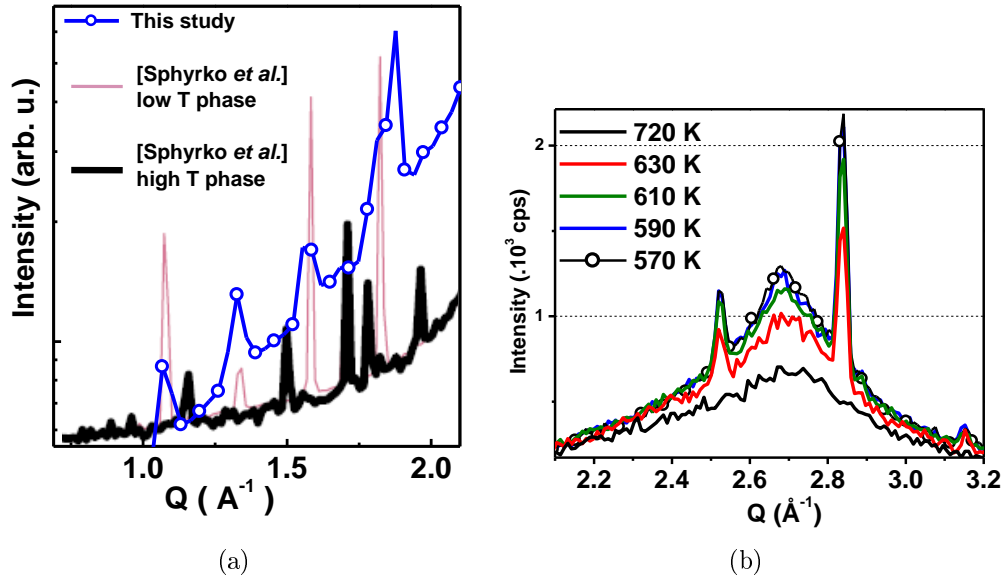 This study
[Sphyrko et al.]
low T phase
[Sphyrko et al.]
high T phase
Intensity (arb. u.)
1.0 1.5 2.0
Q ( A⁻¹)
(a)
720 K
630 K
610 K
590 K
570 K
Intensity (.10³ cps)
2
1
2.2 2.4 2.6 2.8 3.0 3.2
Q (Å⁻¹)
(b)